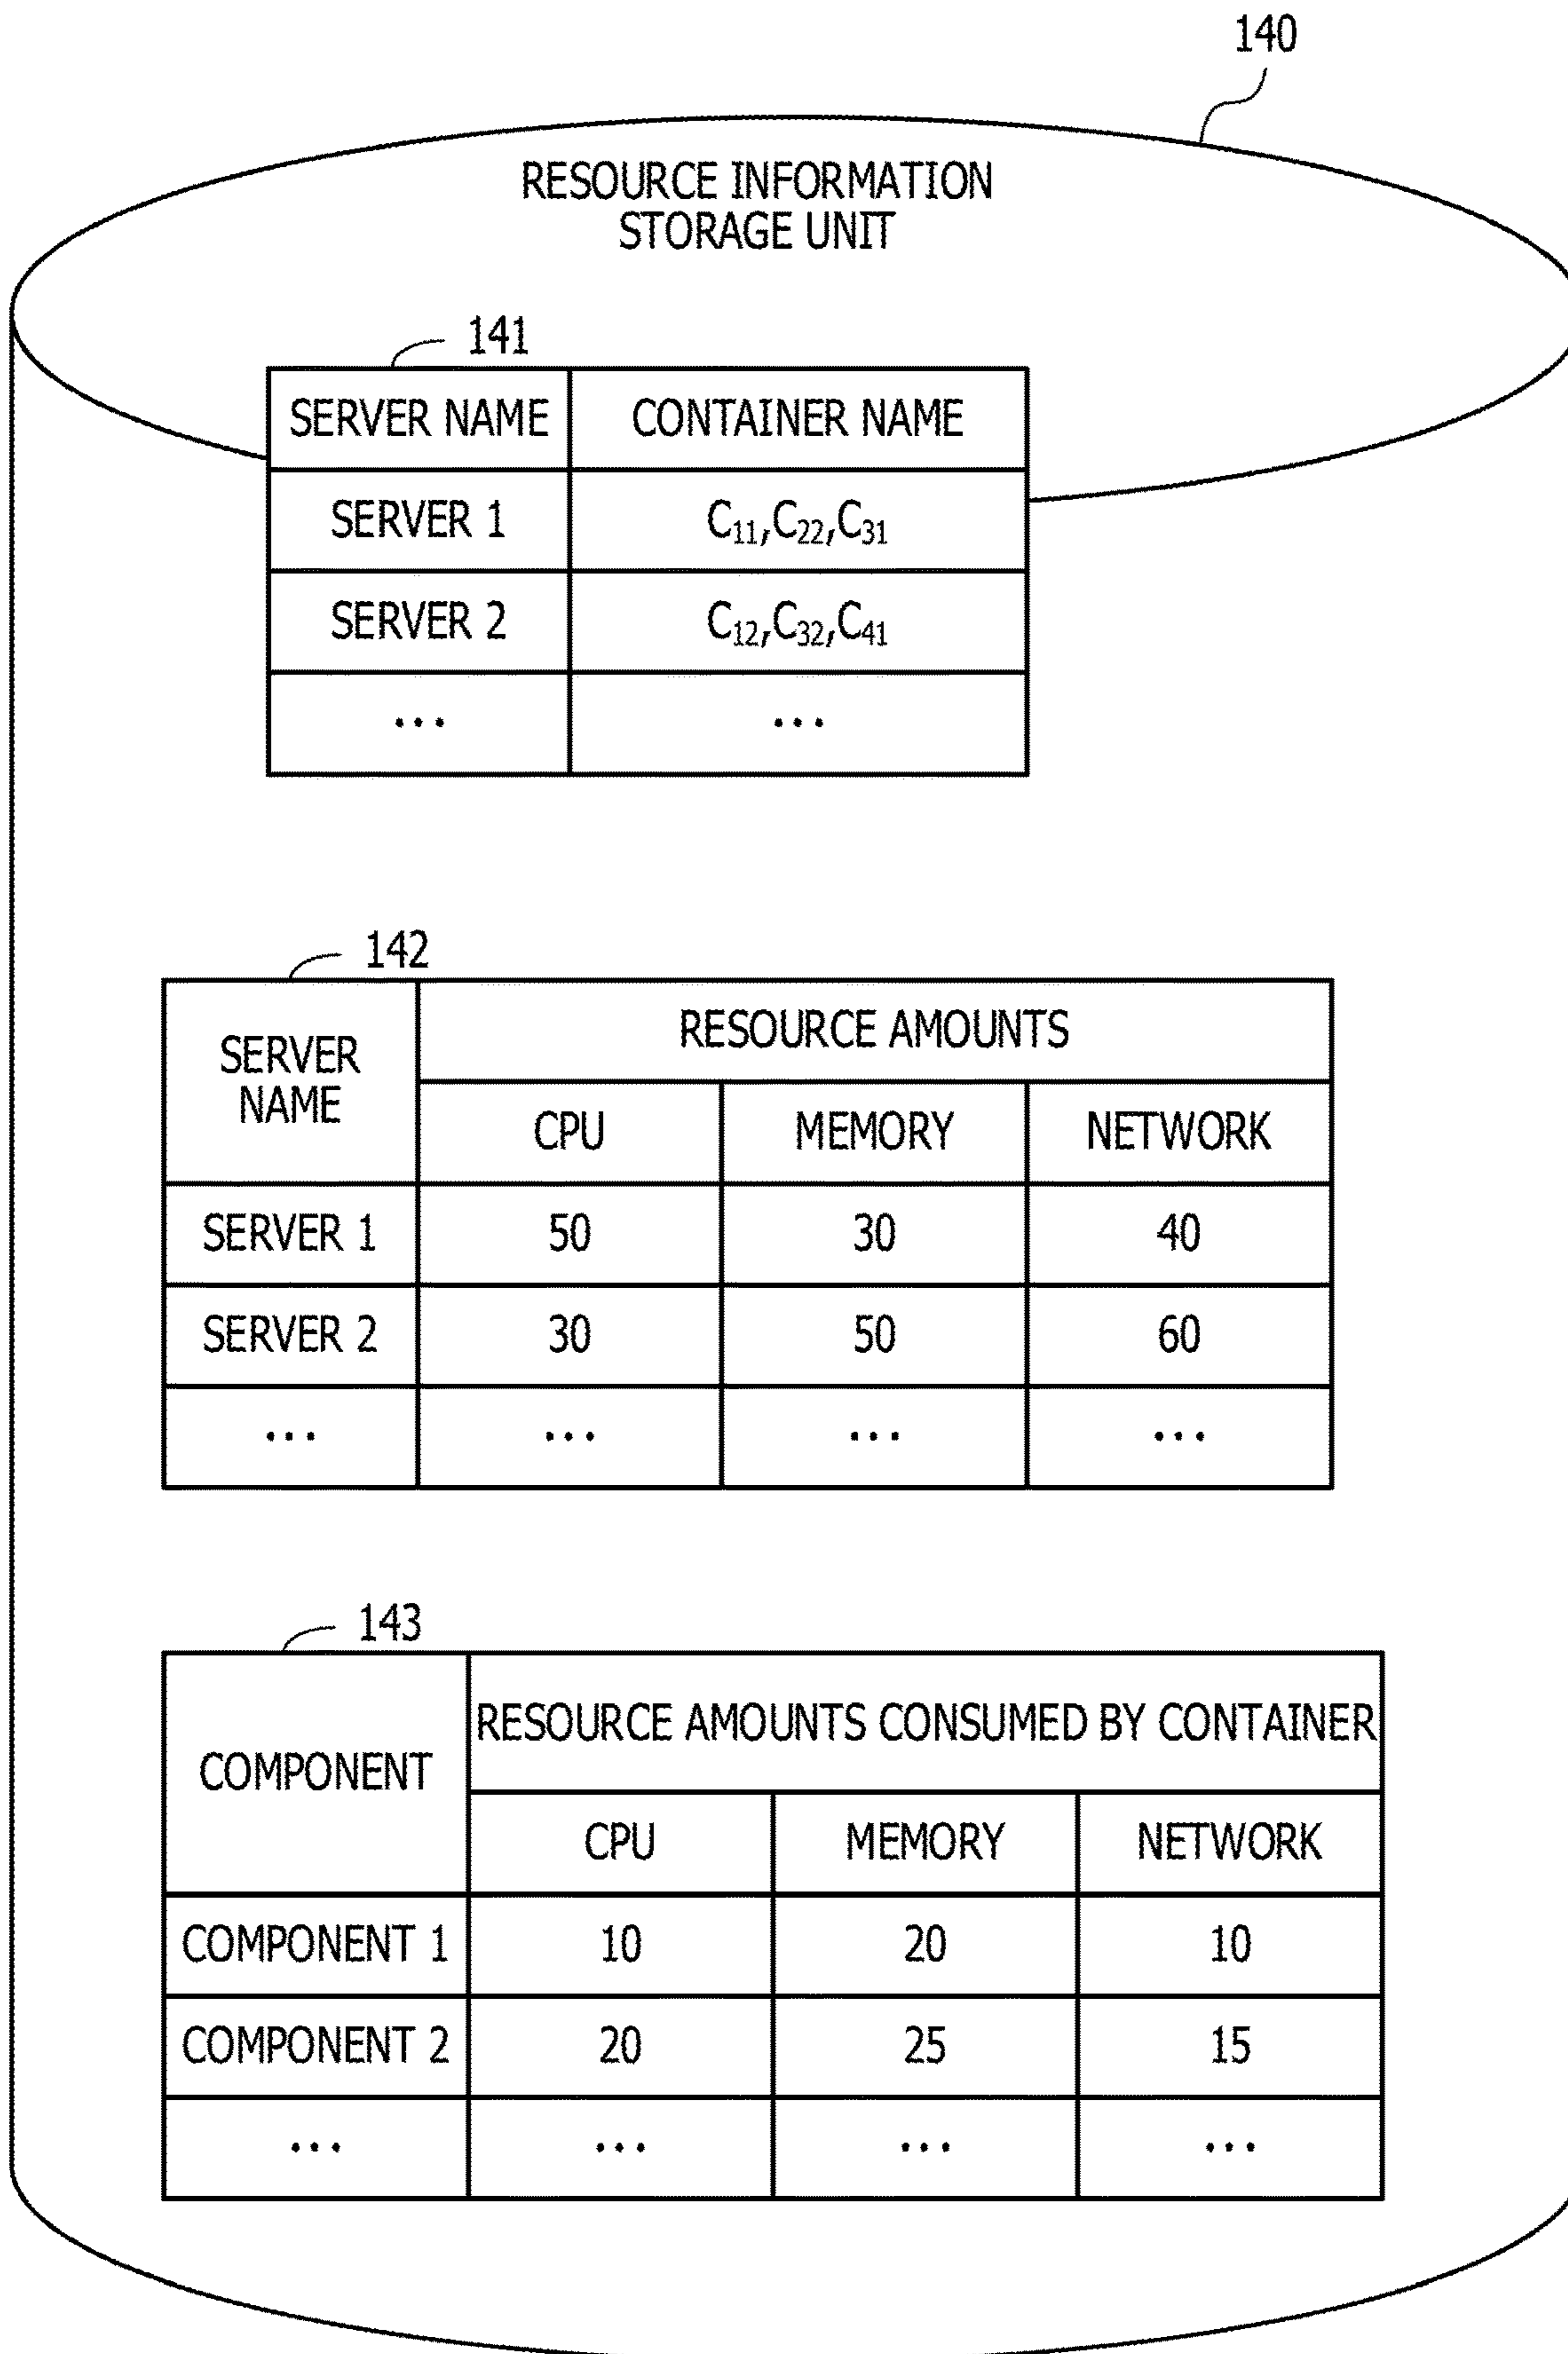 140
RESOURCE INFORMATION
STORAGE UNIT
141
SERVER NAME CONTAINER NAME
SERVER 1 C₁₁,C₂₂,C₃₁
SERVER 2 C₁₂,C₃₂,C₄₁
... ...
142
SERVER
NAME
RESOURCE AMOUNTS
CPU MEMORY NETWORK
SERVER 1 50 30 40
SERVER 2 30 50 60
... ... ... ...
143
COMPONENT
RESOURCE AMOUNTS CONSUMED BY CONTAINER
CPU MEMORY NETWORK
COMPONENT 1 10 20 10
COMPONENT 2 20 25 15
... ... ... ...